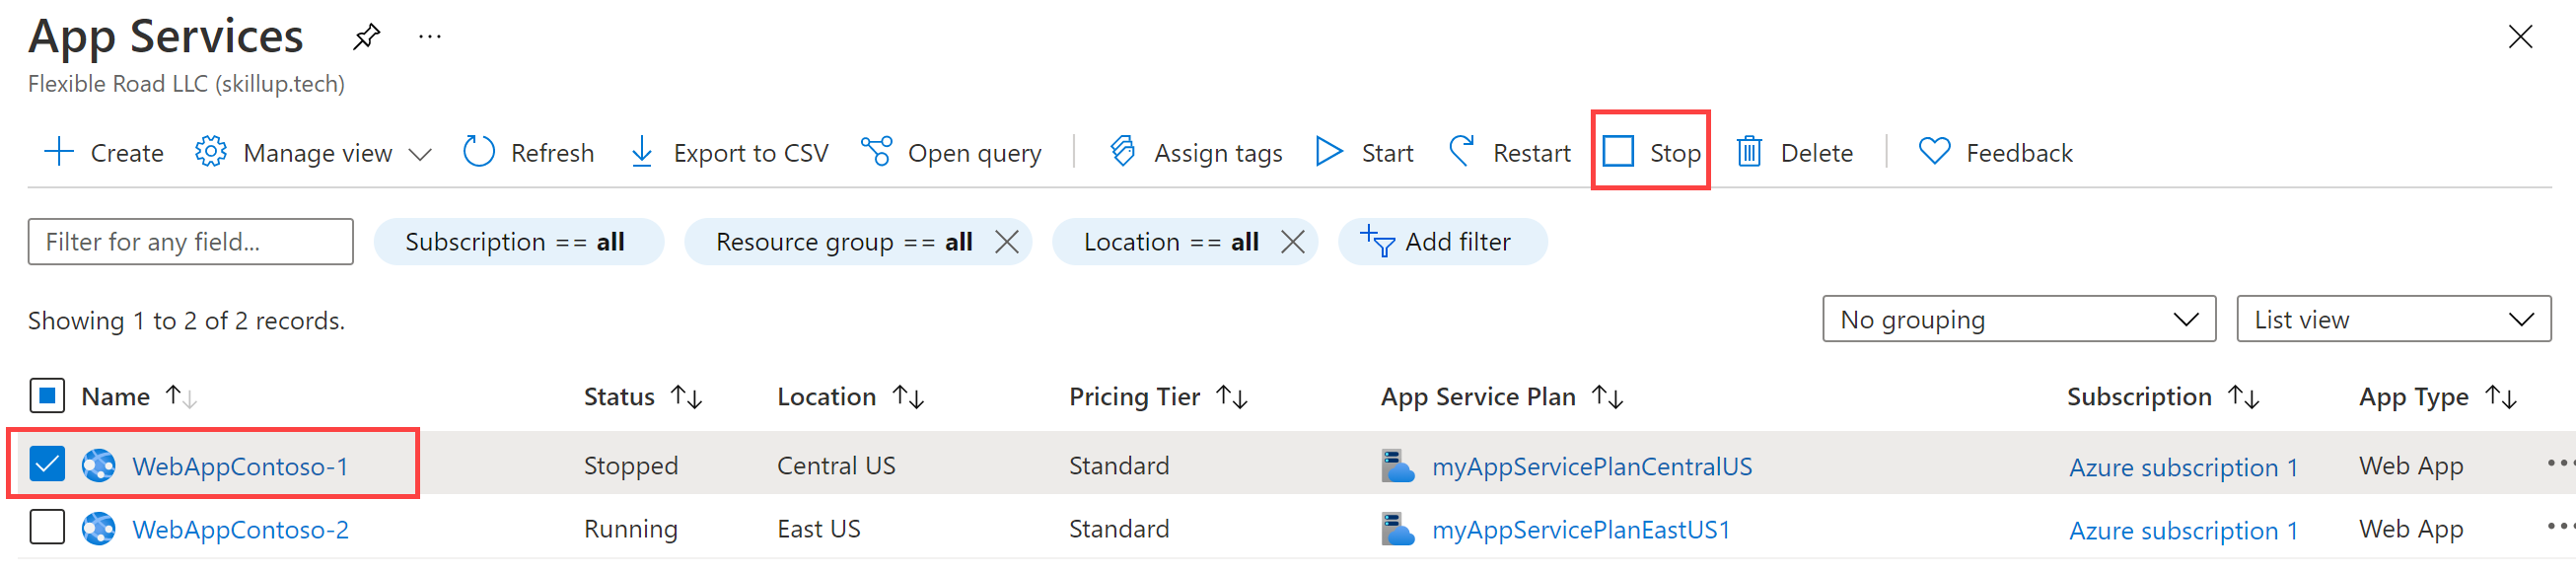 App Services
Flexible Road LLC (skillup.tech)
Create Manage view Refresh Export to CSV Open query Assign tags Start Restart Stop Delete Feedback
Filter for any field... Subscription == all Resource group == all Location == all Add filter
Showing 1 to 2 of 2 records. No grouping List view
Name Status Location Pricing Tier App Service Plan Subscription App Type
WebAppContoso-1 Stopped Central US Standard myAppServicePlanCentralUS Azure subscription 1 Web App
WebAppContoso-2 Running East US Standard myAppServicePlanEastUS1 Azure subscription 1 Web App